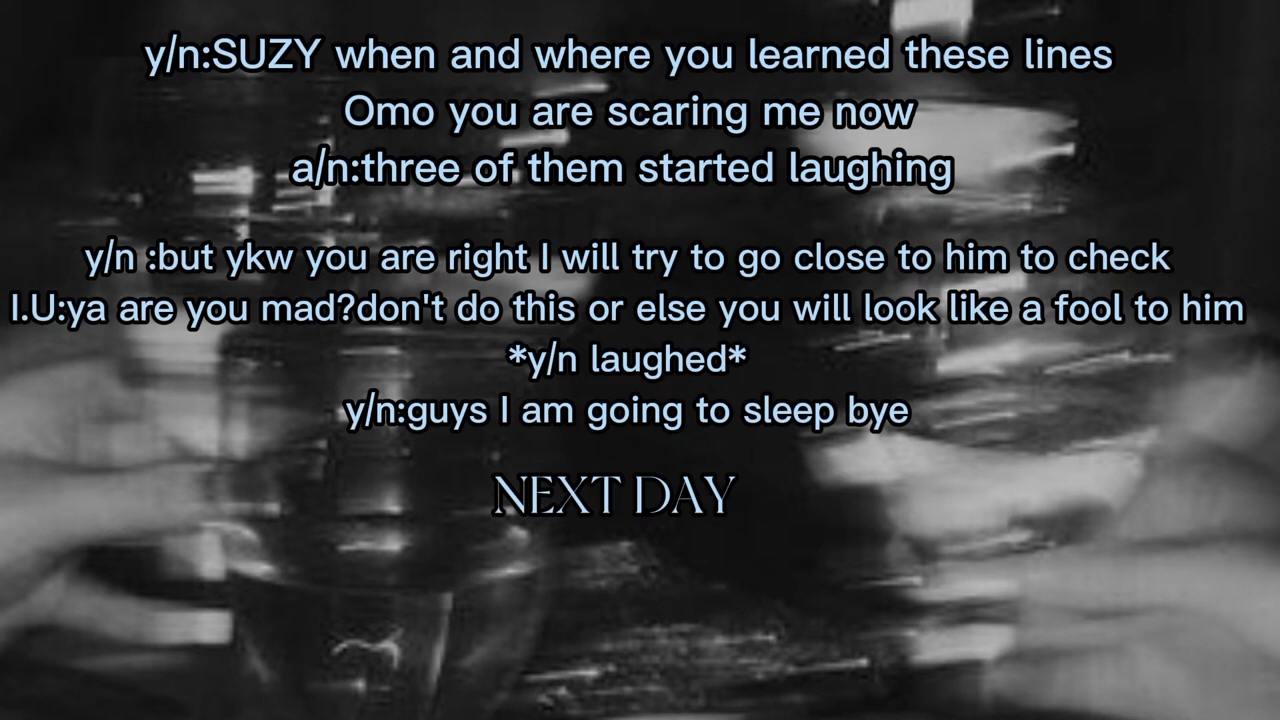 y/n:SUZY when and where you learned these lines
Omo you are scaring me now
a/n:three of them started laughing
y/n :but ykw you are right I will try to go close to him to check
I.U:ya are you mad?don't do this or else you will look like a fool to him
*y/n laughed*
y/n:guys I am going to sleep bye
NEXT DAY